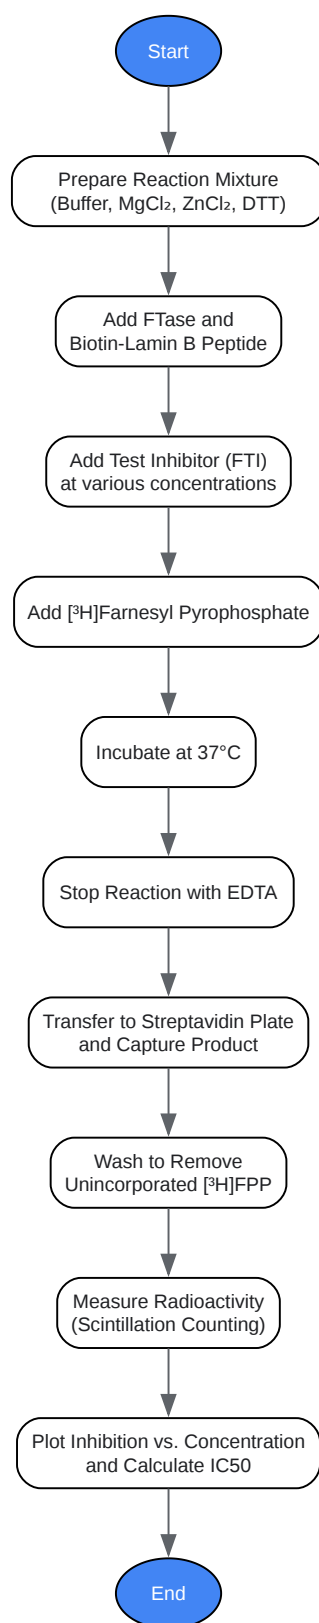 Start
Prepare Reaction Mixture
(Buffer, MgCl₂, ZnCl₂, DTT)
Add FTase and
Biotin-Lamin B Peptide
Add Test Inhibitor (FTI)
at various concentrations
Add [³H]Farnesyl Pyrophosphate
Incubate at 37°C
Stop Reaction with EDTA
Transfer to Streptavidin Plate
and Capture Product
Wash to Remove
Unincorporated [³H]FPP
Measure Radioactivity
(Scintillation Counting)
Plot Inhibition vs. Concentration
and Calculate IC50
End